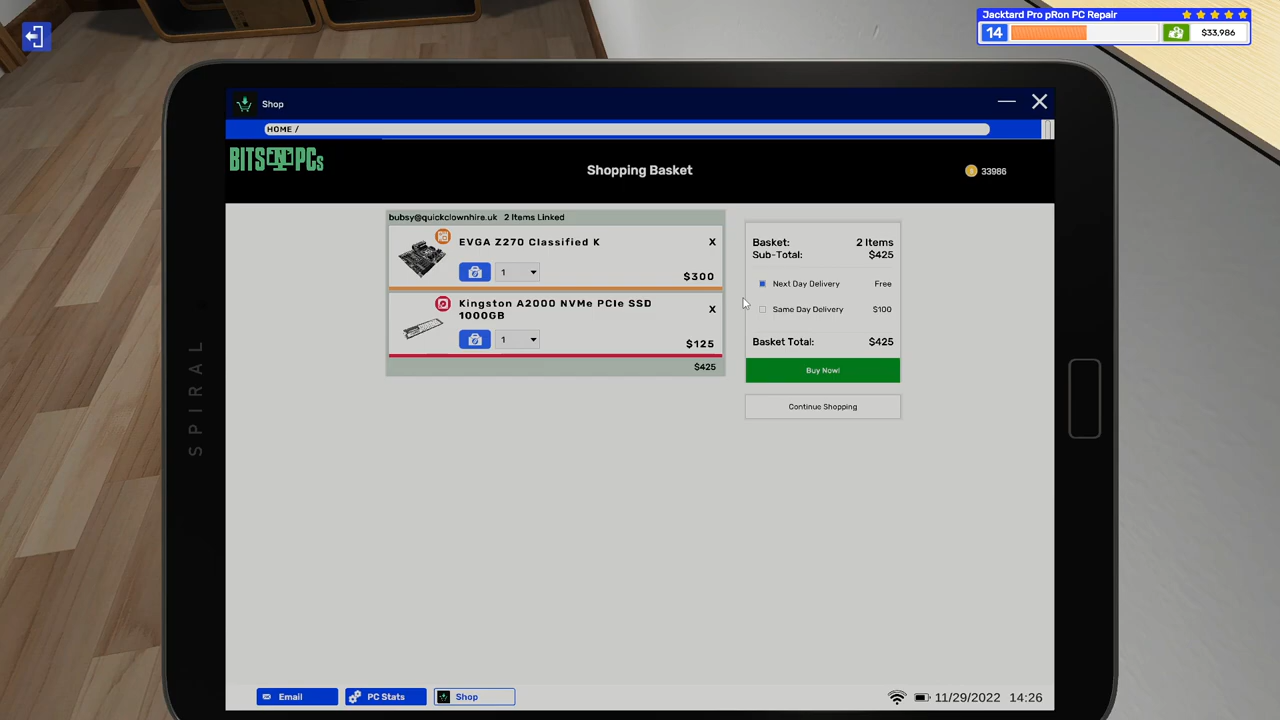 Jacktard Pro pRon PC Repair
14
$33,986
Shop
HOME /
BITS N PCs
Shopping Basket
33986
bubsy@quickclownhire.uk 2 Items Linked
EVGA Z270 Classified K
X
1
$300
Kingston A2000 NVMe PCIe SSD
1000GB
X
1
$125
$425
Basket: 2 Items
Sub-Total: $425
Next Day Delivery Free
Same Day Delivery $100
Basket Total: $425
Buy Now!
Continue Shopping
SPIRAL
Email
PC Stats
Shop
11/29/2022 14:26